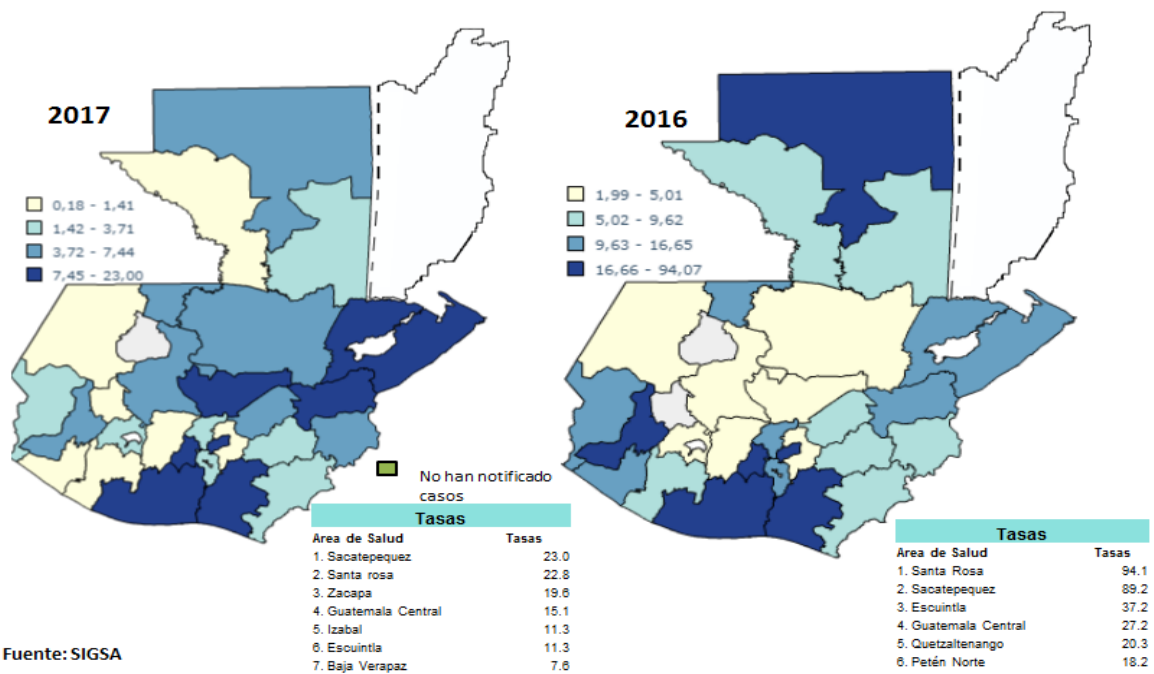 2017
0,18 - 1,41
1,42 - 3,71
3,72 - 7,44
7,45 - 23,00
No han notificado
casos
Tasas
Area de Salud Tasas
1. Sacatepequez 23.0
2. Santa rosa 22.8
3. Zacapa 19.6
4. Guatemala Central 15.1
5. Izabal 11.3
6. Escuintla 11.3
7. Baja Verapaz 7.6
Fuente: SIGSA
2016
1,99 - 5,01
5,02 - 9,62
9,63 - 16,65
16,66 - 94,07
Tasas
Area de Salud Tasas
1. Santa Rosa 94.1
2. Sacatepequez 89.2
3. Escuintla 37.2
4. Guatemala Central 27.2
5. Quetzaltenango 20.3
6. Petén Norte 18.2